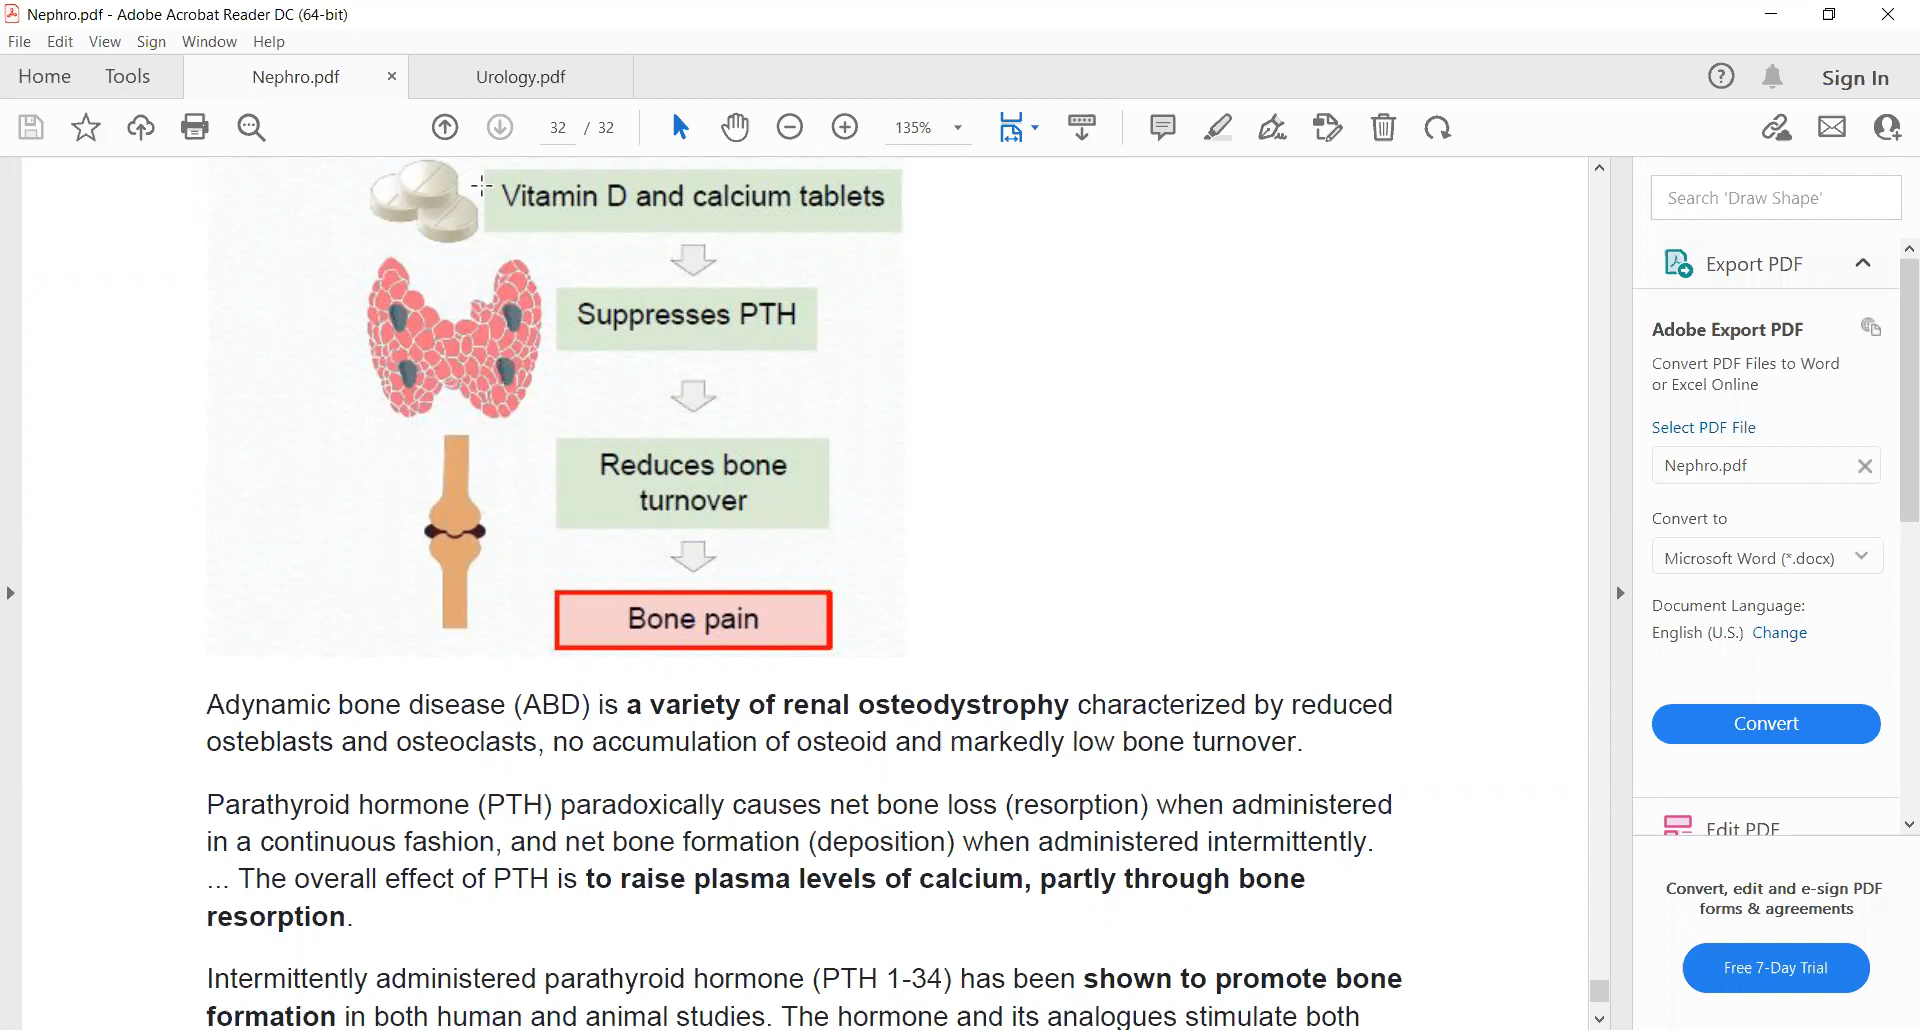 Nephro.pdf - Adobe Acrobat Reader DC (64-bit)
File Edit View Sign Window Help
Home Tools Nephro.pdf Urology.pdf Sign In
32 / 32 135%
Search 'Draw Shape'
Export PDF
Adobe Export PDF
Convert PDF Files to Word
or Excel Online
Select PDF File
Nephro.pdf
Convert to
Microsoft Word (*.docx)
Document Language:
English (U.S.) Change
Convert
Edit PDF
Convert, edit and e-sign PDF
forms & agreements
Free 7-Day Trial
Vitamin D and calcium tablets
Suppresses PTH
Reduces bone
turnover
Bone pain
Adynamic bone disease (ABD) is a variety of renal osteodystrophy characterized by reduced
osteblasts and osteoclasts, no accumulation of osteoid and markedly low bone turnover.
Parathyroid hormone (PTH) paradoxically causes net bone loss (resorption) when administered
in a continuous fashion, and net bone formation (deposition) when administered intermittently.
... The overall effect of PTH is to raise plasma levels of calcium, partly through bone
resorption.
Intermittently administered parathyroid hormone (PTH 1-34) has been shown to promote bone
formation in both human and animal studies. The hormone and its analogues stimulate both